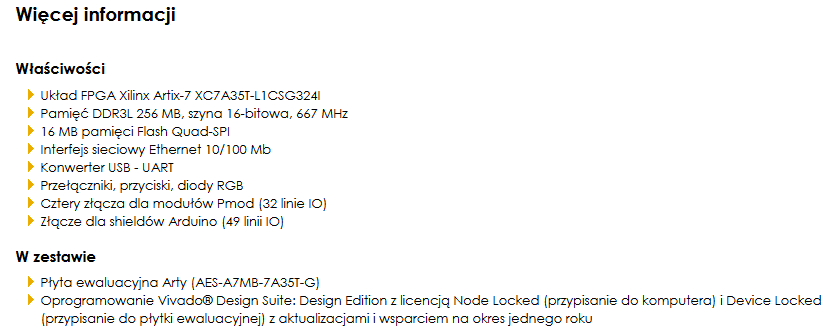 Więcej informacji
Właściwości
Układ FPGA Xilinx Artix-7 XC7A35T-L1CSG324I
Pamięć DDR3L 256 MB, szyna 16-bitowa, 667 MHz
16 MB pamięci Flash Quad-SPI
Interfejs sieciowy Ethernet 10/100 Mb
Konwerter USB - UART
Przełączniki, przyciski, diody RGB
Cztery złącza dla modułów Pmod (32 linie IO)
Złącze dla shieldów Arduino (49 linii IO)
W zestawie
Płyta ewaluacyjna Arty (AES-A7MB-7A35T-G)
Oprogramowanie Vivado® Design Suite: Design Edition z licencją Node Locked (przypisanie do komputera) i Device Locked
(przypisanie do płytki ewaluacyjnej) z aktualizacjami i wsparciem na okres jednego roku